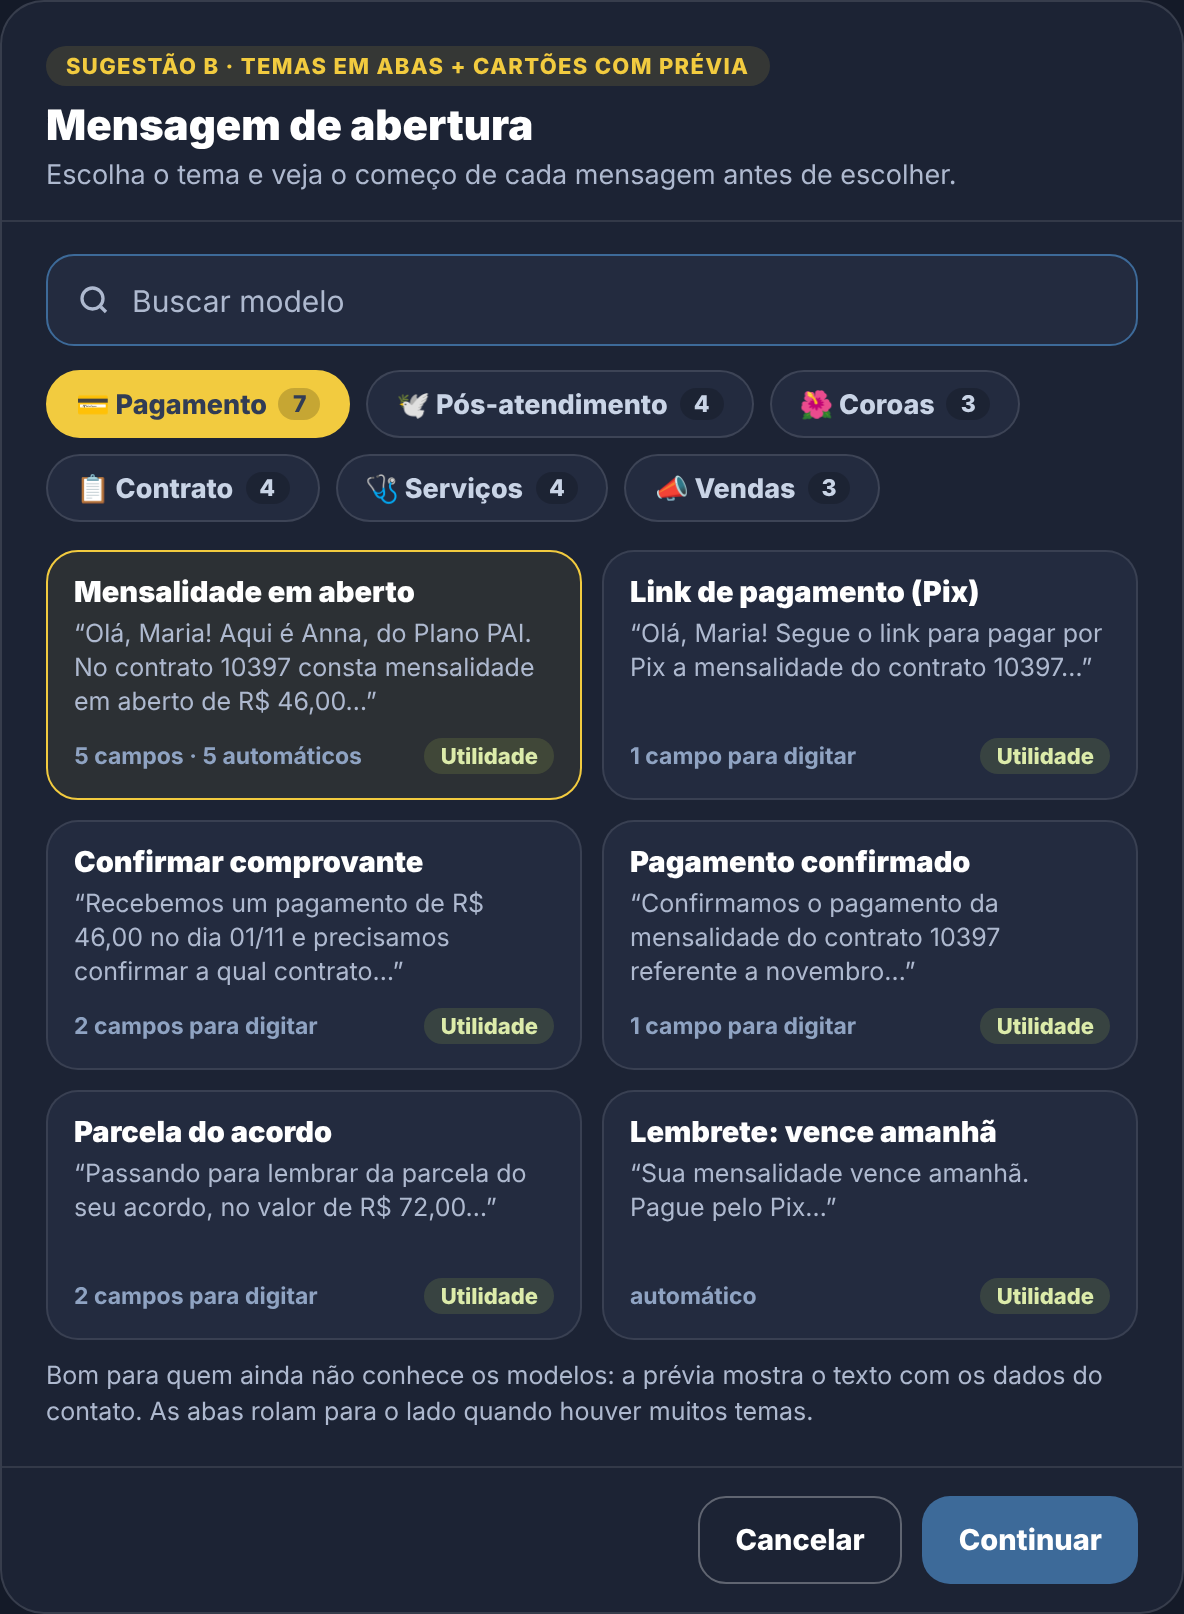 SUGESTÃO B · TEMAS EM ABAS + CARTÕES COM PRÉVIA
Mensagem de abertura
Escolha o tema e veja o começo de cada mensagem antes de escolher.
Buscar modelo
Pagamento 7
Pós-atendimento 4
Coroas 3
Contrato 4
Serviços 4
Vendas 3
Mensalidade em aberto
“Olá, Maria! Aqui é Anna, do Plano PAI.
No contrato 10397 consta mensalidade
em aberto de R$ 46,00...”
5 campos · 5 automáticos
Utilidade
Link de pagamento (Pix)
“Olá, Maria! Segue o link para pagar por
Pix a mensalidade do contrato 10397...”
1 campo para digitar
Utilidade
Confirmar comprovante
“Recebemos um pagamento de R$
46,00 no dia 01/11 e precisamos
confirmar a qual contrato...”
2 campos para digitar
Utilidade
Pagamento confirmado
“Confirmamos o pagamento da
mensalidade do contrato 10397
referente a novembro...”
1 campo para digitar
Utilidade
Parcela do acordo
“Passando para lembrar da parcela do
seu acordo, no valor de R$ 72,00...”
2 campos para digitar
Utilidade
Lembrete: vence amanhã
“Sua mensalidade vence amanhã.
Pague pelo Pix...”
automático
Utilidade
Bom para quem ainda não conhece os modelos: a prévia mostra o texto com os dados do
contato. As abas rolam para o lado quando houver muitos temas.
Cancelar
Continuar